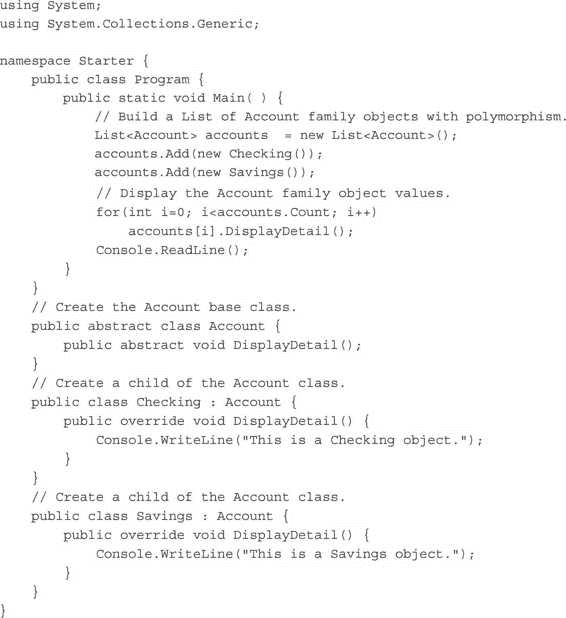 using System;
using System.Collections.Generic;

namespace Starter {
    public class Program {
        public static void Main( ) {
            // Build a List of Account family objects with polymorphism.
            List<Account> accounts  = new List<Account>();
            accounts.Add(new Checking());
            accounts.Add(new Savings());
            // Display the Account family object values.
            for(int i=0; i<accounts.Count; i++)
                accounts[i].DisplayDetail();
            Console.ReadLine();
        }
    }
    // Create the Account base class.
    public abstract class Account {
        public abstract void DisplayDetail();
    }
    // Create a child of the Account class.
    public class Checking : Account {
        public override void DisplayDetail() {
            Console.WriteLine("This is a Checking object.");
        }
    }
    // Create a child of the Account class.
    public class Savings : Account {
        public override void DisplayDetail() {
            Console.WriteLine("This is a Savings object.");
        }
    }
}